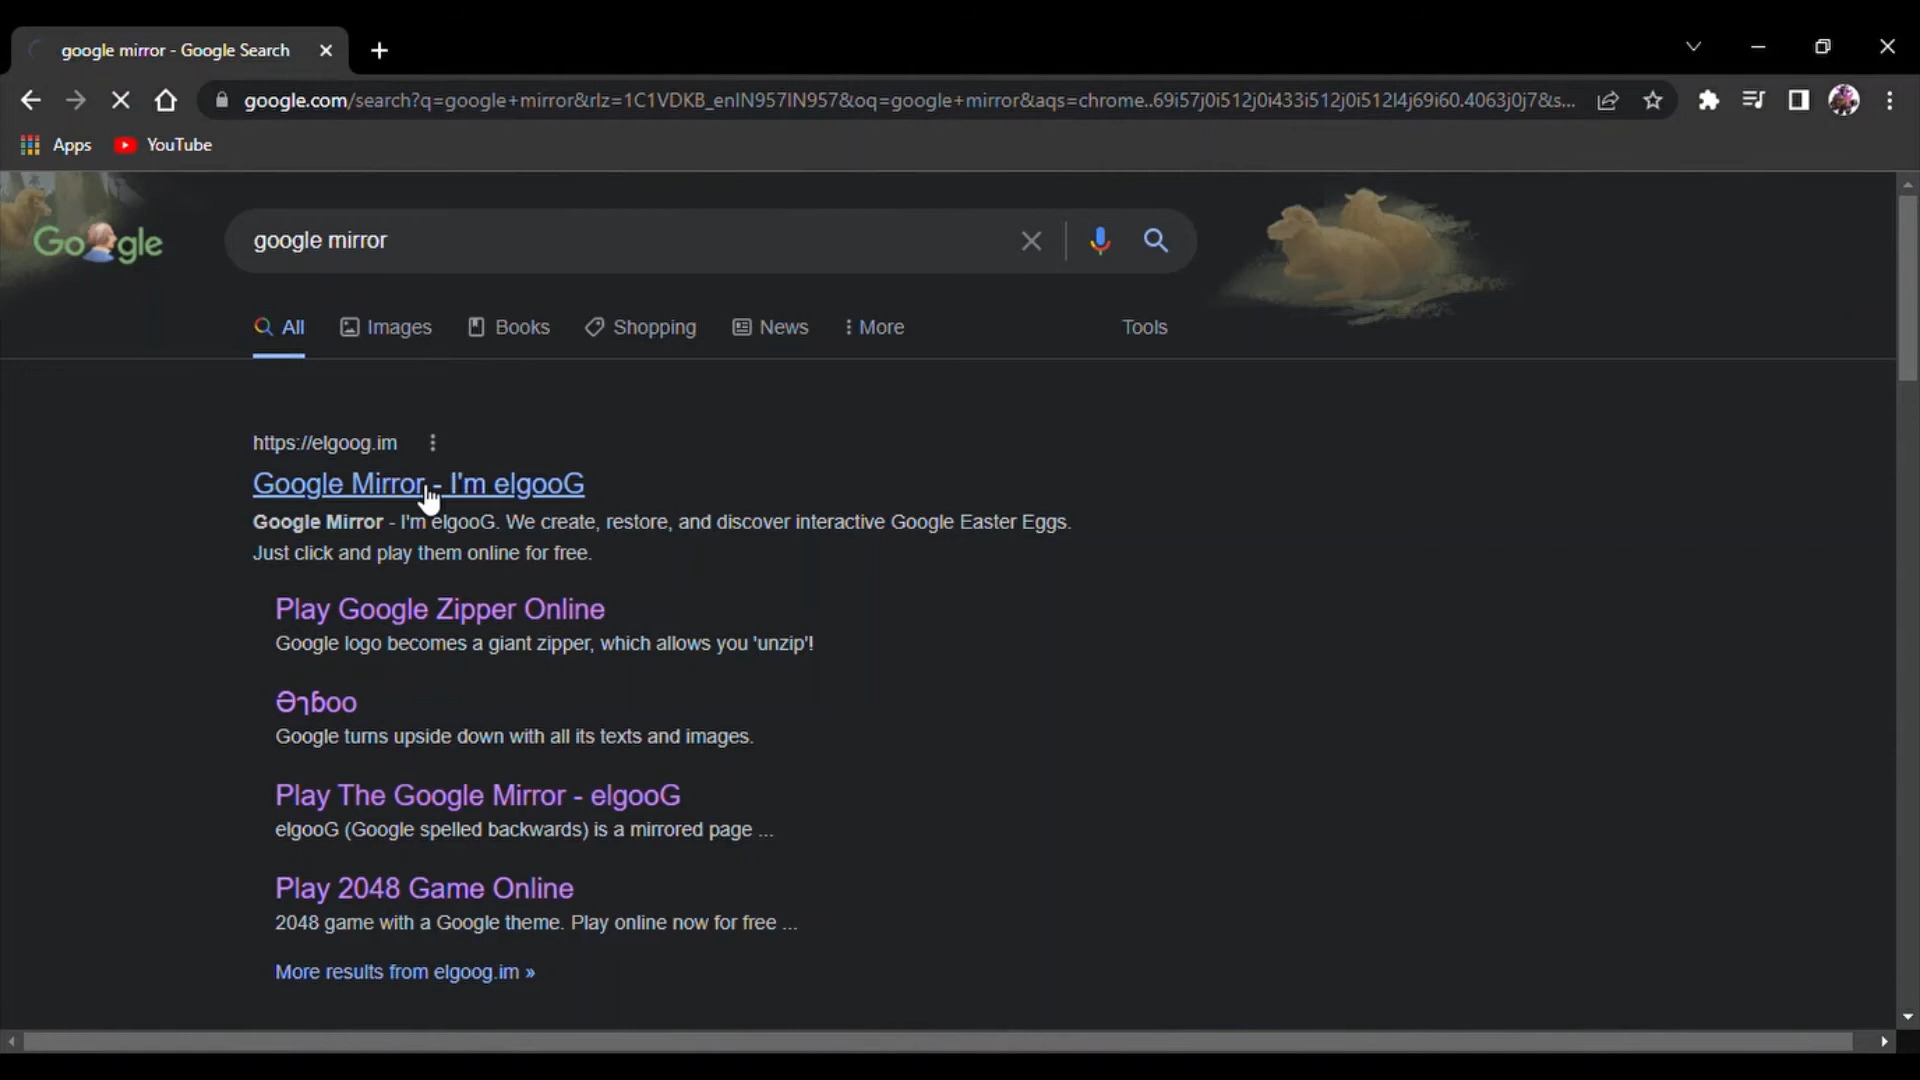 google mirror - Google Search
google.com/search?q=google+mirror&rlz=1C1VDKB_enIN957IN957&oq=google+mirror&aqs=chrome..69i57j0i512j0i433i512j0i512l4j69i60.4063j0j7&s...
Apps YouTube
Google
google mirror
All Images Books Shopping News More Tools
https://elgoog.im
Google Mirror - I'm elgooG
Google Mirror - I'm elgooG. We create, restore, and discover interactive Google Easter Eggs.
Just click and play them online for free.
Play Google Zipper Online
Google logo becomes a giant zipper, which allows you 'unzip'!
Əʅɓoo
Google turns upside down with all its texts and images.
Play The Google Mirror - elgooG
elgooG (Google spelled backwards) is a mirrored page ...
Play 2048 Game Online
2048 game with a Google theme. Play online now for free ...
More results from elgoog.im »